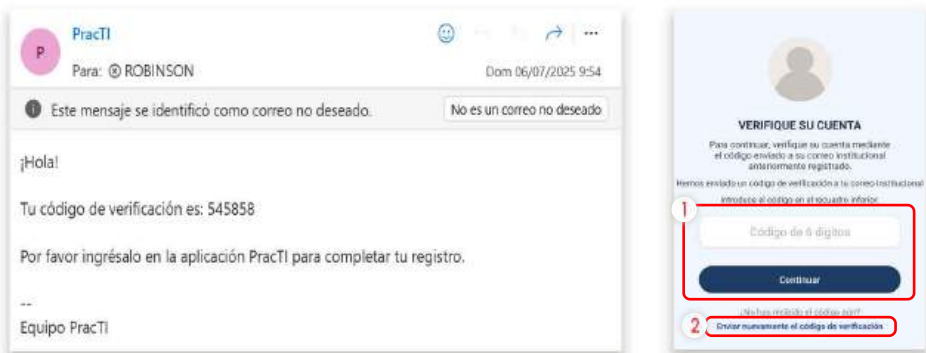 P
PracTI
Para: ROBINSON
Dom 06/07/2025 9:54
Este mensaje se identificó como correo no deseado.
No es un correo no deseado
¡Hola!
Tu código de verificación es: 545858
Por favor ingrésalo en la aplicación PracTI para completar tu registro.
--
Equipo PracTI
VERIFIQUE SU CUENTA
Para continuar, verifique su cuenta mediante
el código enviado a su correo institucional
anteriormente registrado.
Hemos enviado un código de verificación a tu correo institucional
introduce el código en el recuadro inferior.
1
Código de 6 dígitos
Continuar
¿No has recibido el código aún?
2
Enviar nuevamente el código de verificación